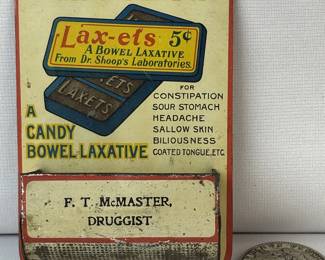 Lax-ets 5¢
A BOWEL LAXATIVE
From Dr. Shoop's Laboratories.
-ETS
LAX-ETS
A
CANDY
BOWEL-LAXATIVE
FOR
CONSTIPATION
SOUR STOMACH
HEADACHE
SALLOW SKIN
BILIOUSNESS
COATED TONGUE, ETC.
F. T. McMASTER,
DRUGGIST